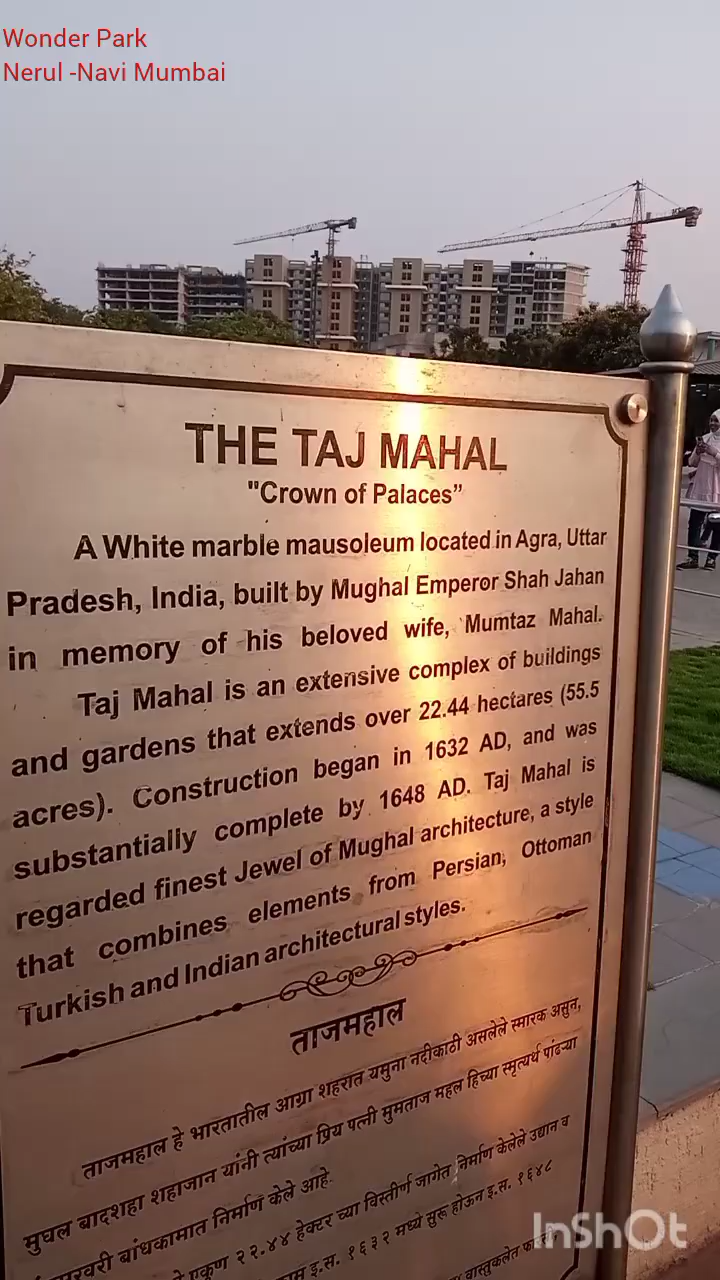 Wonder Park
Nerul -Navi Mumbai
THE TAJ MAHAL
"Crown of Palaces”
A White marble mausoleum located in Agra, Uttar
Pradesh, India, built by Mughal Emperor Shah Jahan
in memory of his beloved wife, Mumtaz Mahal.
Taj Mahal is an extensive complex of buildings
and gardens that extends over 22.44 hectares (55.5
acres). Construction began in 1632 AD, and was
substantially complete by 1648 AD. Taj Mahal is
regarded finest Jewel of Mughal architecture, a style
that combines elements from Persian, Ottoman
Turkish and Indian architectural styles.
ताजमहाल
ताजमहाल हे भारतातील आग्रा शहरात यमुना नदीकाठी असलेले स्मारक असुन,
मुघल बादशहा शहाजान यांनी त्यांच्या प्रिय पत्नी मुमताज महल हिच्या स्मृत्यर्थ पांढऱ्या
बांधकामात निर्माण केले आहे.
एकूण २२.४४ हेक्टर च्या विस्तीर्ण जागेत निर्माण केलेले उद्यान व
इ.स. १६३२ मध्ये सुरू होऊन इ.स. १६४८
वास्तुकलेत
InShOt